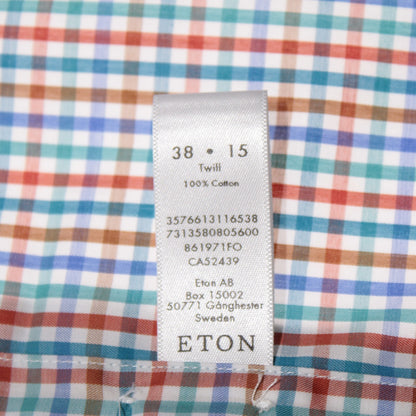 38 • 15
Twill
100% Cotton
3576613116538
7313580805600
861971FO
CA52439
Eton AB
Box 15002
50771 Gånghester
Sweden
ETON